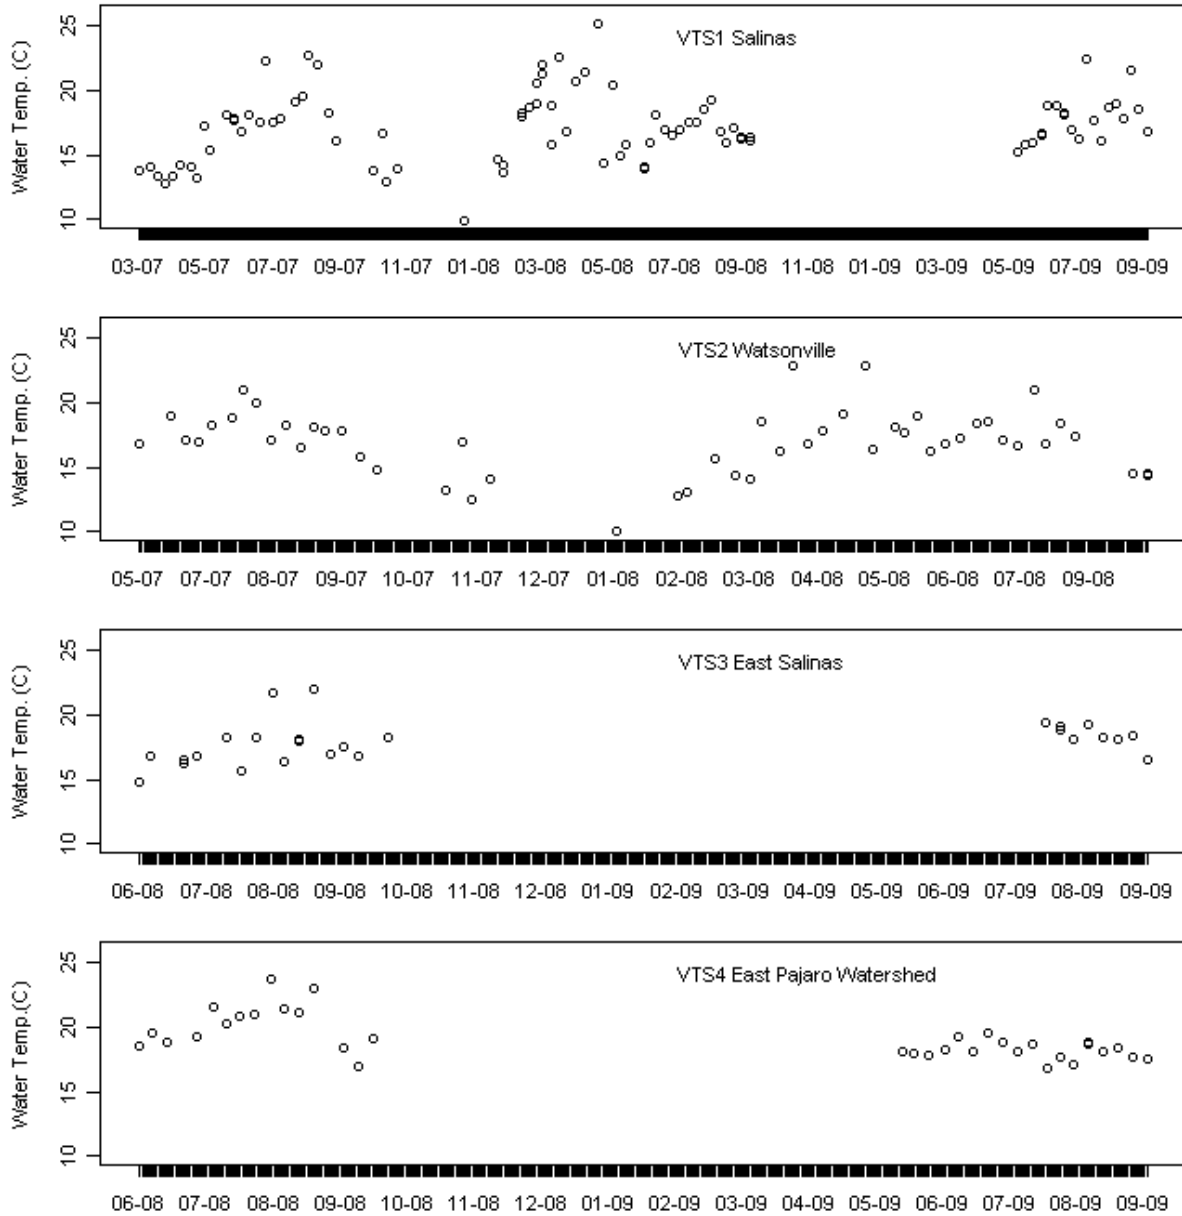 VTS1 Salinas
Water Temp. (C)
25
20
15
10
03-07 05-07 07-07 09-07 11-07 01-08 03-08 05-08 07-08 09-08 11-08 01-09 03-09 05-09 07-09 09-09
VTS2 Watsonville
Water Temp. (C)
25
20
15
10
05-07 07-07 08-07 09-07 10-07 11-07 12-07 01-08 02-08 03-08 04-08 05-08 06-08 07-08 09-08
VTS3 East Salinas
Water Temp. (C)
25
20
15
10
06-08 07-08 08-08 09-08 10-08 11-08 12-08 01-09 02-09 03-09 04-09 05-09 06-09 07-09 08-09 09-09
VTS4 East Pajaro Watershed
Water Temp.(C)
25
20
15
10
06-08 07-08 08-08 09-08 10-08 11-08 12-08 01-09 02-09 03-09 04-09 05-09 06-09 07-09 08-09 09-09